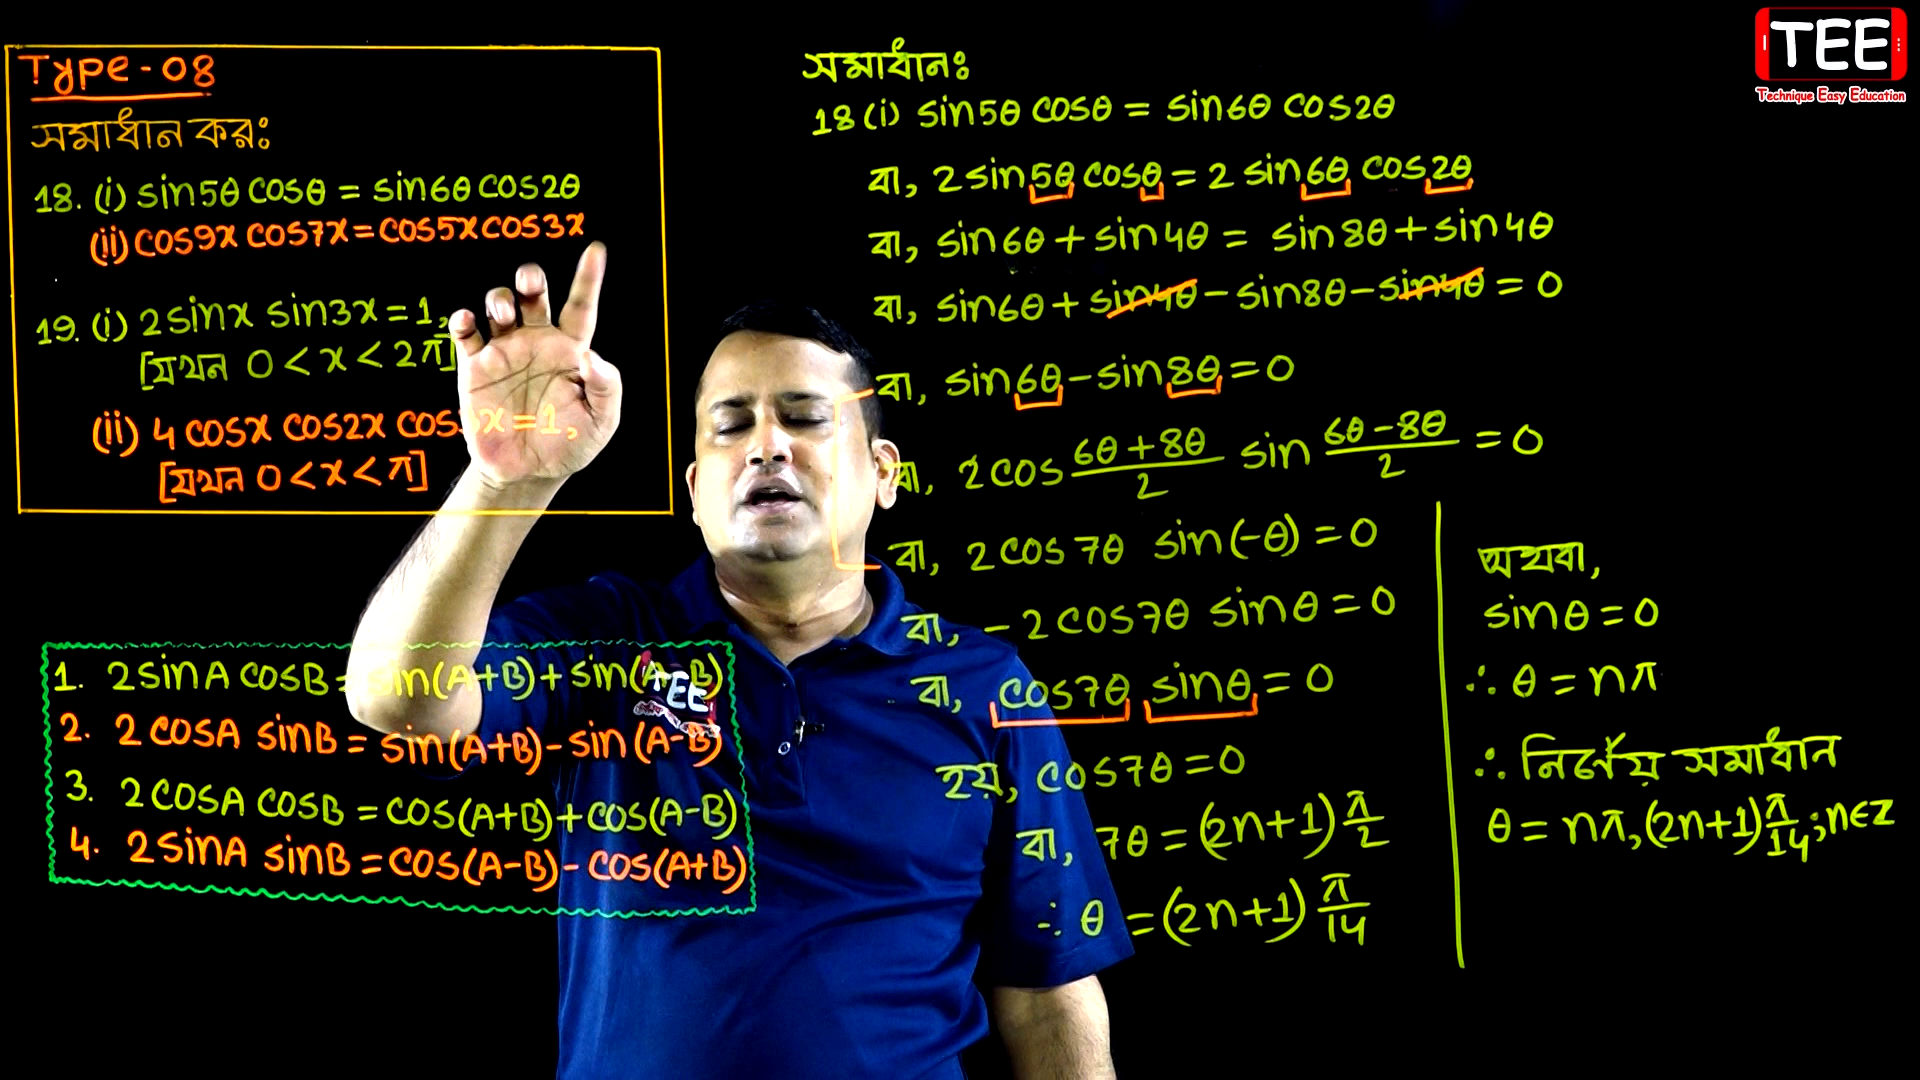 Type-08
সমাধান করঃ
18. (i) sin5θ cosθ = sin6θ cos2θ
(ii) cos9x cos7x = cos5x cos3x
19. (i) 2sinx sin3x = 1,
[যখন 0 < x < 2π]
(ii) 4 cosx cos2x cos3x = 1,
[যখন 0 < x < π]
1. 2sinA cosB = sin(A+B) + sin(A-B)
2. 2cosA sinB = sin(A+B) - sin(A-B)
3. 2cosA cosB = cos(A+B) + cos(A-B)
4. 2sinA sinB = cos(A-B) - cos(A+B)
TEE
সমাধানঃ
18 (i) sin5θ cosθ = sin6θ cos2θ
বা, 2 sin5θ cosθ = 2 sin6θ cos2θ
বা, sin6θ + sin4θ = sin8θ + sin4θ
বা, sin6θ + sin4θ - sin8θ - sin4θ = 0
বা, sin6θ - sin8θ = 0
বা, 2cos (6θ+8θ)/2 sin (6θ-8θ)/2 = 0
বা, 2cos7θ sin(-θ) = 0
বা, -2cos7θ sinθ = 0
বা, cos7θ sinθ = 0
হয়, cos7θ = 0
বা, 7θ = (2n+1) π/2
∴ θ = (2n+1) π/14
অথবা,
sinθ = 0
∴ θ = nπ
∴ নির্ণেয় সমাধান
θ = nπ, (2n+1) π/14; n∈Z
TEE
Technique Easy Education